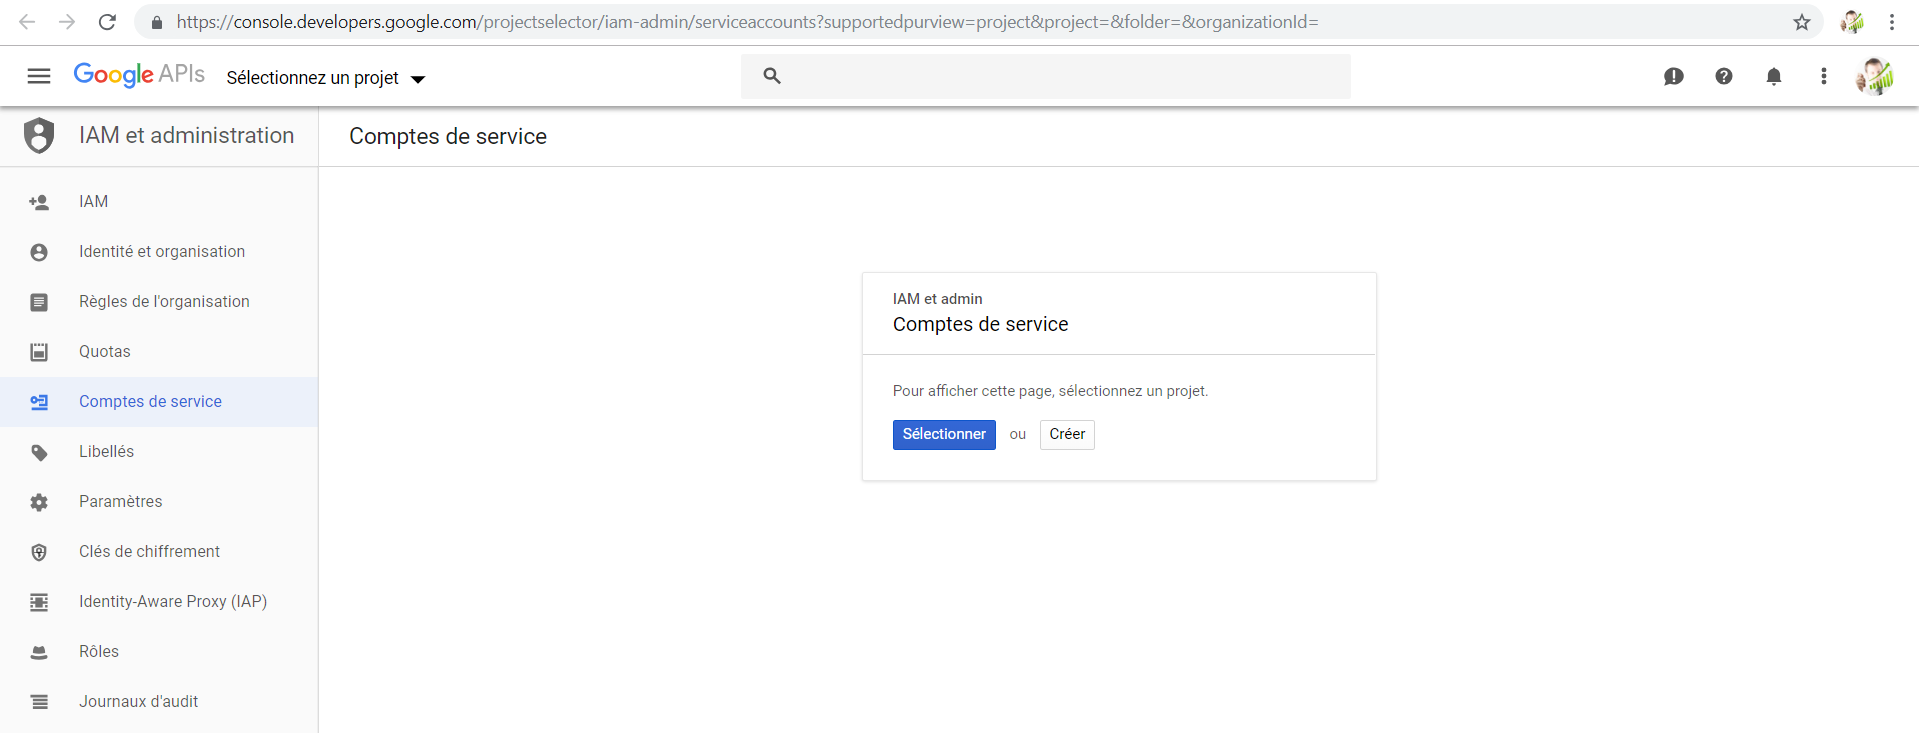 https://console.developers.google.com/projectselector/iam-admin/serviceaccounts?supportedpurview=project&project=&folder=&organizationId=
Google APIs
Sélectionnez un projet
IAM et administration
Comptes de service
IAM
Identité et organisation
Règles de l'organisation
Quotas
Comptes de service
Libellés
Paramètres
Clés de chiffrement
Identity-Aware Proxy (IAP)
Rôles
Journaux d'audit
IAM et admin
Comptes de service
Pour afficher cette page, sélectionnez un projet.
Sélectionner ou Créer